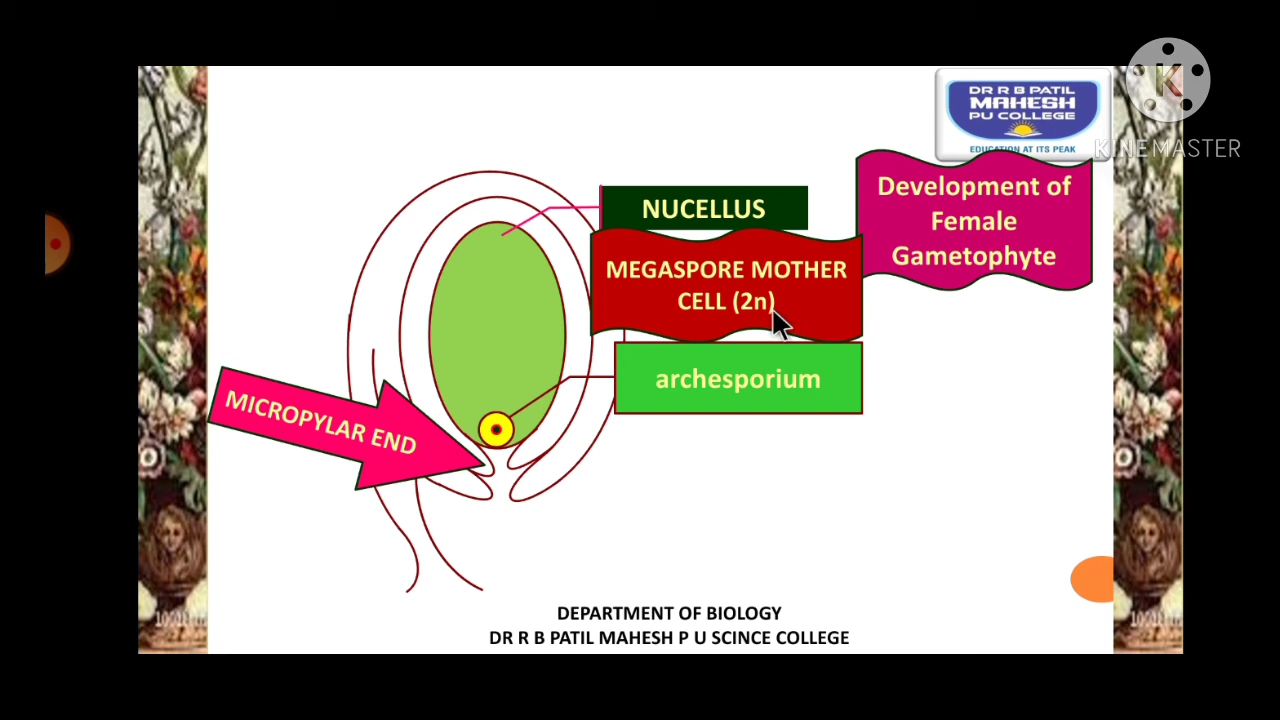 DR R B PATIL
MAHESH
PU COLLEGE
EDUCATION AT ITS PEAK
K
KINEMASTER
Development of
Female
Gametophyte
NUCELLUS
MEGASPORE MOTHER
CELL (2n)
archesporium
MICROPYLAR END
DEPARTMENT OF BIOLOGY
DR R B PATIL MAHESH P U SCINCE COLLEGE